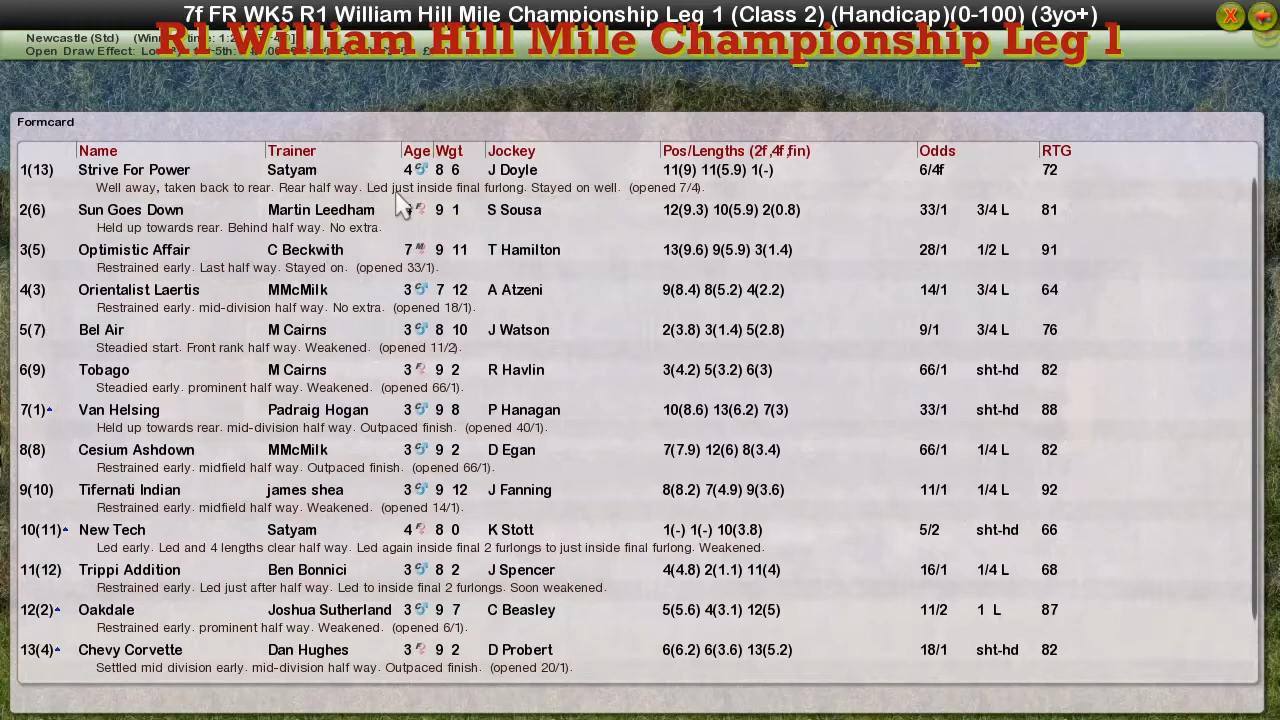 7f FR WK5 R1 William Hill Mile Championship Leg 1 (Class 2) (Handicap)(0-100) (3yo+)
R1 William Hill Mile Championship Leg 1
Newcastle (Std)
Open Draw Effect:
Formcard
Name Trainer Age Wgt Jockey Pos/Lengths (2f,4f,fin) Odds RTG
1(13) Strive For Power Satyam 4 8 6 J Doyle 11(9) 11(5.9) 1(-) 6/4f 72
Well away, taken back to rear. Rear half way. Led just inside final furlong. Stayed on well. (opened 7/4).
2(6) Sun Goes Down Martin Leedham 9 1 S Sousa 12(9.3) 10(5.9) 2(0.8) 33/1 3/4 L 81
Held up towards rear. Behind half way. No extra.
3(5) Optimistic Affair C Beckwith 7 9 11 T Hamilton 13(9.6) 9(5.9) 3(1.4) 28/1 1/2 L 91
Restrained early. Last half way. Stayed on. (opened 33/1).
4(3) Orientalist Laertis MMcMilk 3 7 12 A Atzeni 9(8.4) 8(5.2) 4(2.2) 14/1 3/4 L 64
Restrained early. mid-division half way. No extra. (opened 18/1).
5(7) Bel Air M Cairns 3 8 10 J Watson 2(3.8) 3(1.4) 5(2.8) 9/1 3/4 L 76
Steadied start. Front rank half way. Weakened. (opened 11/2).
6(9) Tobago M Cairns 3 9 2 R Havlin 3(4.2) 5(3.2) 6(3) 66/1 sht-hd 82
Steadied early. prominent half way. Weakened. (opened 66/1).
7(1) Van Helsing Padraig Hogan 3 9 8 P Hanagan 10(8.6) 13(6.2) 7(3) 33/1 sht-hd 88
Held up towards rear. mid-division half way. Outpaced finish. (opened 40/1).
8(8) Cesium Ashdown MMcMilk 3 9 2 D Egan 7(7.9) 12(6) 8(3.4) 66/1 1/4 L 82
Restrained early. midfield half way. Outpaced finish. (opened 66/1).
9(10) Tifernati Indian james shea 3 9 12 J Fanning 8(8.2) 7(4.9) 9(3.6) 11/1 1/4 L 92
Restrained early. midfield half way. Weakened. (opened 14/1).
10(11) New Tech Satyam 4 8 0 K Stott 1(-) 1(-) 10(3.8) 5/2 sht-hd 66
Led early. Led and 4 lengths clear half way. Led again inside final 2 furlongs to just inside final furlong. Weakened.
11(12) Trippi Addition Ben Bonnici 3 8 2 J Spencer 4(4.8) 2(1.1) 11(4) 16/1 1/4 L 68
Restrained early. Led just after half way. Led to inside final 2 furlongs. Soon weakened.
12(2) Oakdale Joshua Sutherland 3 9 7 C Beasley 5(5.6) 4(3.1) 12(5) 11/2 1 L 87
Restrained early. prominent half way. Weakened. (opened 6/1).
13(4) Chevy Corvette Dan Hughes 3 9 2 D Probert 6(6.2) 6(3.6) 13(5.2) 18/1 sht-hd 82
Settled mid division early. mid-division half way. Outpaced finish. (opened 20/1).